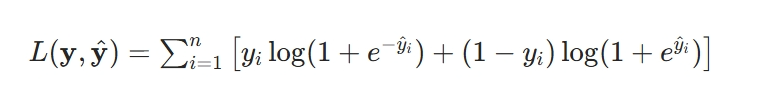 L(𝐲, 𝐲̂) = ∑ᵢ₌₁ⁿ [yᵢ log(1 + e^{−ŷᵢ}) + (1 − yᵢ) log(1 + e^{ŷᵢ})]